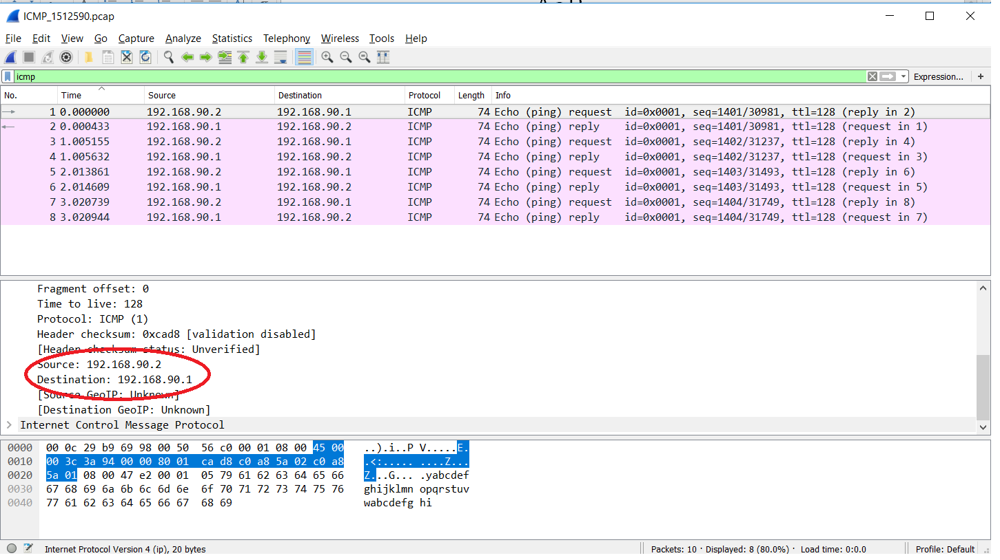 ICMP_1512590.pcap
File Edit View Go Capture Analyze Statistics Telephony Wireless Tools Help
icmp Expression... +
No. Time Source Destination Protocol Length Info
1 0.000000 192.168.90.2 192.168.90.1 ICMP 74 Echo (ping) request id=0x0001, seq=1401/30981, ttl=128 (reply in 2)
2 0.000433 192.168.90.1 192.168.90.2 ICMP 74 Echo (ping) reply id=0x0001, seq=1401/30981, ttl=128 (request in 1)
3 1.005155 192.168.90.2 192.168.90.1 ICMP 74 Echo (ping) request id=0x0001, seq=1402/31237, ttl=128 (reply in 4)
4 1.005632 192.168.90.1 192.168.90.2 ICMP 74 Echo (ping) reply id=0x0001, seq=1402/31237, ttl=128 (request in 3)
5 2.013861 192.168.90.2 192.168.90.1 ICMP 74 Echo (ping) request id=0x0001, seq=1403/31493, ttl=128 (reply in 6)
6 2.014609 192.168.90.1 192.168.90.2 ICMP 74 Echo (ping) reply id=0x0001, seq=1403/31493, ttl=128 (request in 5)
7 3.020739 192.168.90.2 192.168.90.1 ICMP 74 Echo (ping) request id=0x0001, seq=1404/31749, ttl=128 (reply in 8)
8 3.020944 192.168.90.1 192.168.90.2 ICMP 74 Echo (ping) reply id=0x0001, seq=1404/31749, ttl=128 (request in 7)
Fragment offset: 0
Time to live: 128
Protocol: ICMP (1)
Header checksum: 0xcad8 [validation disabled]
[Header checksum status: Unverified]
Source: 192.168.90.2
Destination: 192.168.90.1
[Source GeoIP: Unknown]
[Destination GeoIP: Unknown]
Internet Control Message Protocol
0000 00 0c 29 b9 69 98 00 50 56 c0 00 01 08 00 45 00 ..).i..P V.....E.
0010 00 3c 3a 94 00 00 80 01 ca d8 c0 a8 5a 02 c0 a8 .<:..... ....Z...
0020 5a 01 08 00 47 e2 00 01 05 79 61 62 63 64 65 66 Z...G... .yabcdef
0030 67 68 69 6a 6b 6c 6d 6e 6f 70 71 72 73 74 75 76 ghijklmn opqrstuv
0040 77 61 62 63 64 65 66 67 68 69 wabcdefg hi
Internet Protocol Version 4 (ip), 20 bytes Packets: 10 · Displayed: 8 (80.0%) · Load time: 0:0.0 Profile: Default